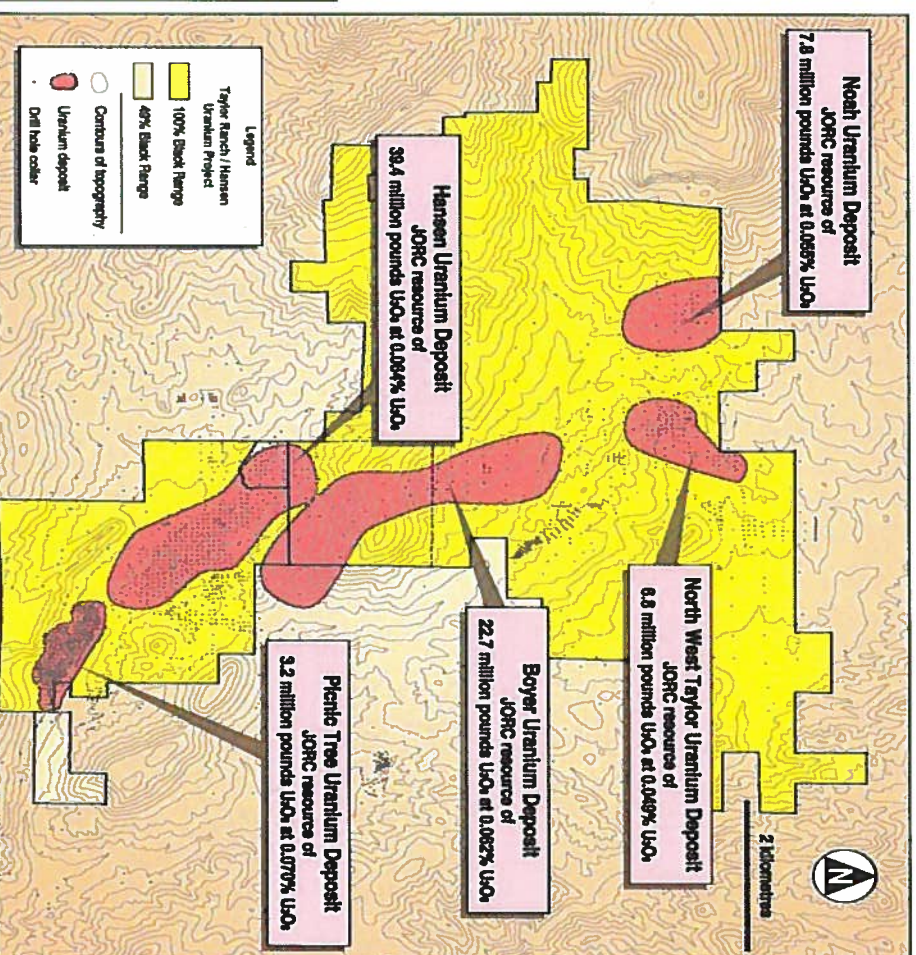 N
2 kilometres
Noah Uranium Deposit
JORC resource of
7.8 million pounds U₃O₈ at 0.055% U₃O₈
North West Taylor Uranium Deposit
JORC resource of
6.8 million pounds U₃O₈ at 0.049% U₃O₈
Boyer Uranium Deposit
JORC resource of
22.7 million pounds U₃O₈ at 0.062% U₃O₈
Hansen Uranium Deposit
JORC resource of
39.4 million pounds U₃O₈ at 0.064% U₃O₈
Picnic Tree Uranium Deposit
JORC resource of
3.2 million pounds U₃O₈ at 0.070% U₃O₈
Legend
Taylor Ranch / Hansen
Uranium Project
100% Black Range
49% Black Range
Contours of topography
Uranium deposit
Drill hole collar